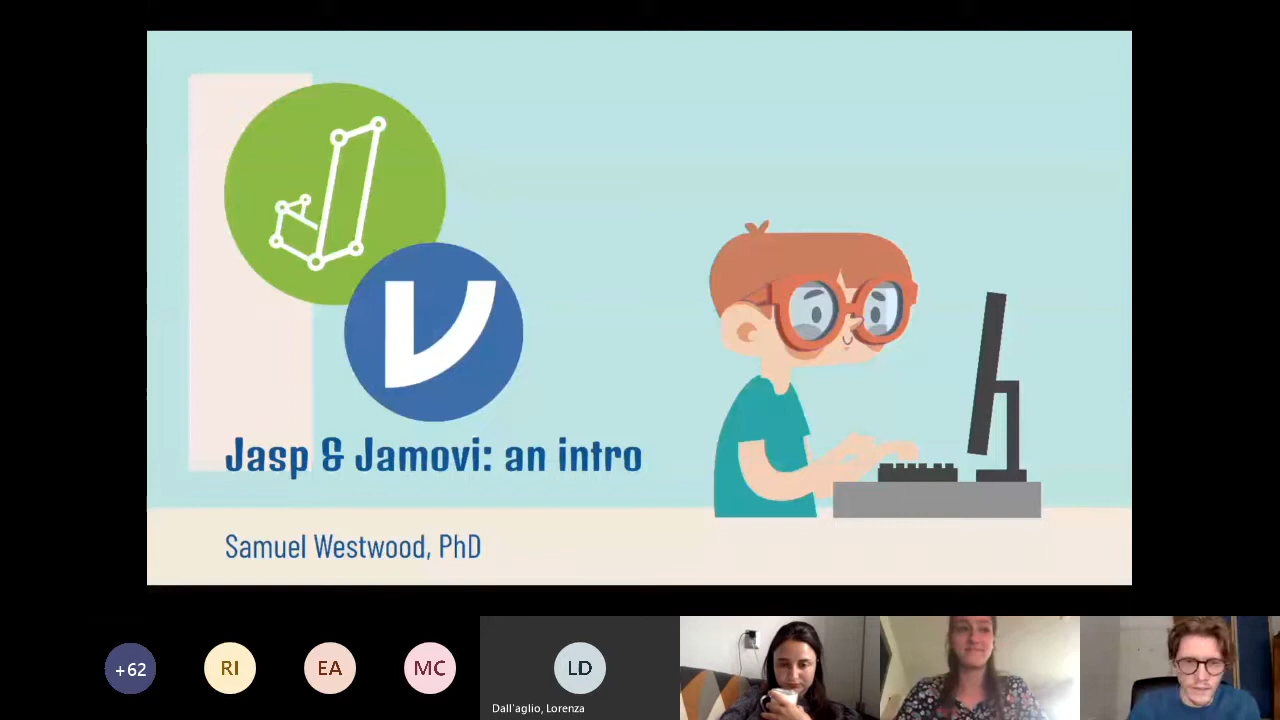 Jasp & Jamovi: an intro
Samuel Westwood, PhD
+62
RI
EA
MC
LD
Dall'aglio, Lorenza